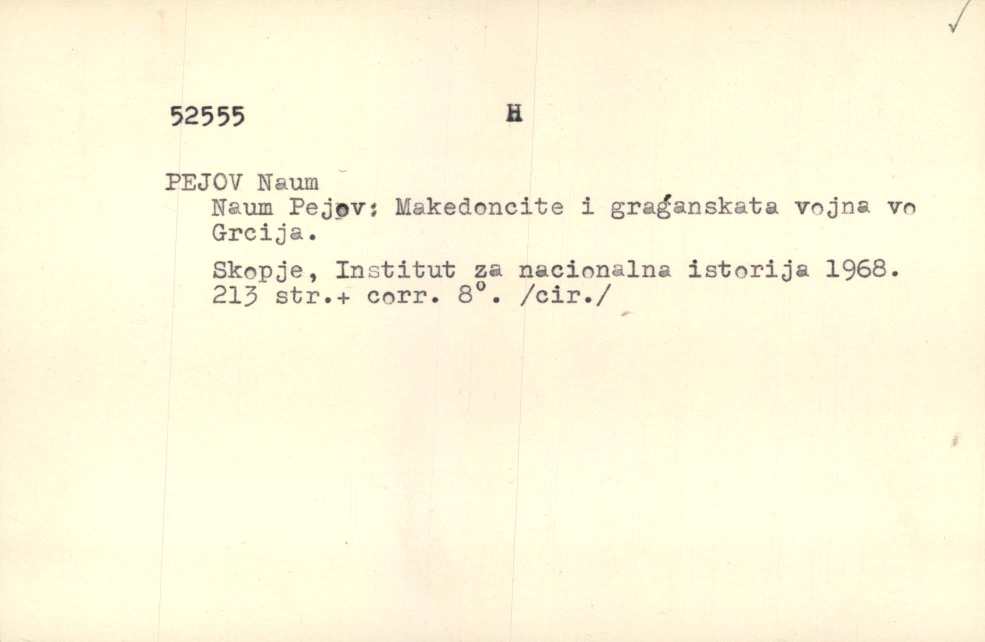 52555 H
PEJOV Naum
Naum Pejov: Makedoncite i graǵanskata vojna vo
Grcija.
Skopje, Institut za nacionalna istorija 1968.
213 str.+ corr. 8°. /cir./